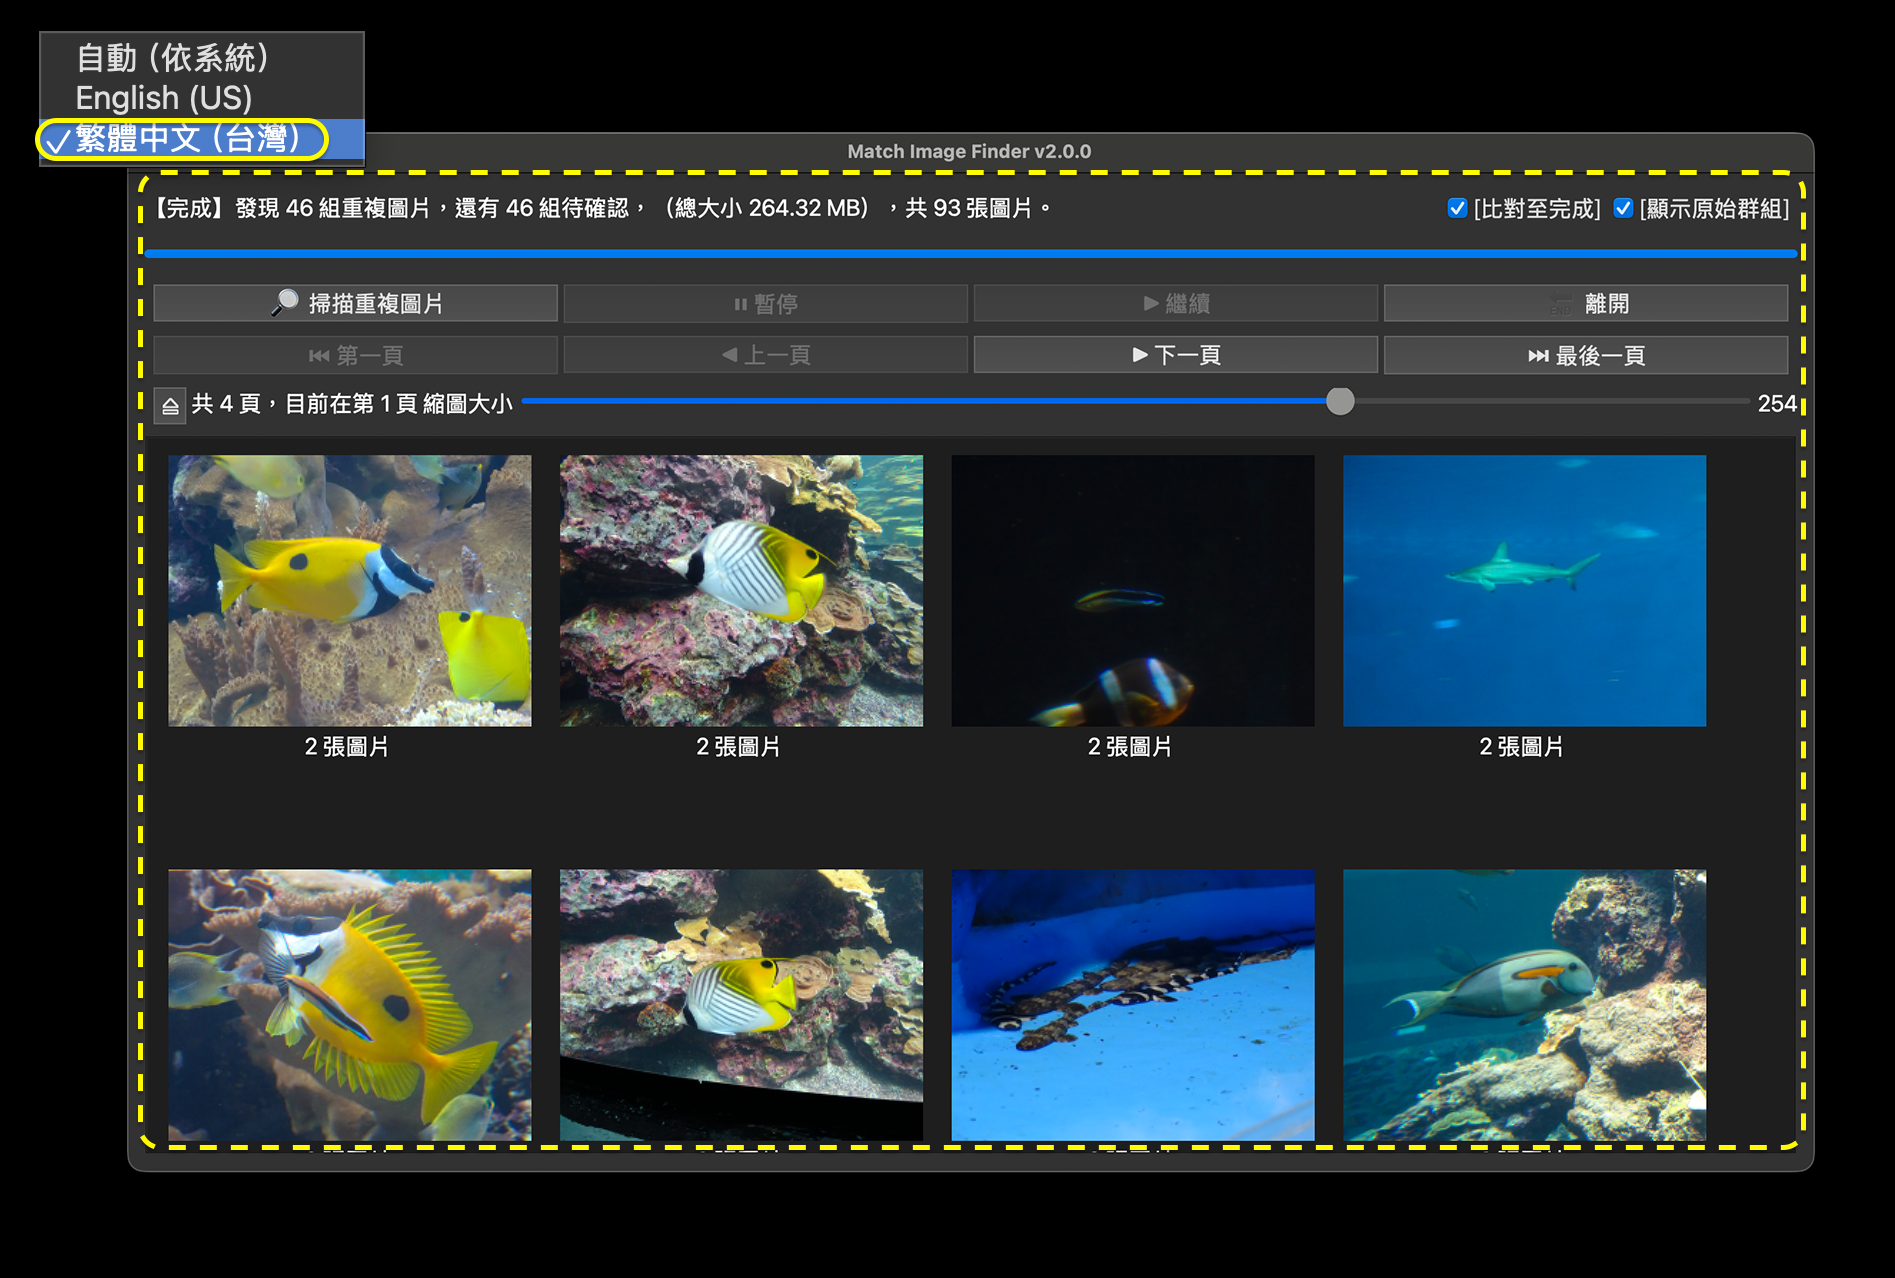 自動 (依系統)
English (US)
✓繁體中文 (台灣)
Match Image Finder v2.0.0
【完成】發現 46 組重複圖片，還有 46 組待確認，（總大小 264.32 MB），共 93 張圖片。
[比對至完成] [顯示原始群組]
掃描重複圖片 暫停 繼續 離開
第一頁 上一頁 下一頁 最後一頁
共 4 頁，目前在第 1 頁 縮圖大小 254
2 張圖片 2 張圖片 2 張圖片 2 張圖片